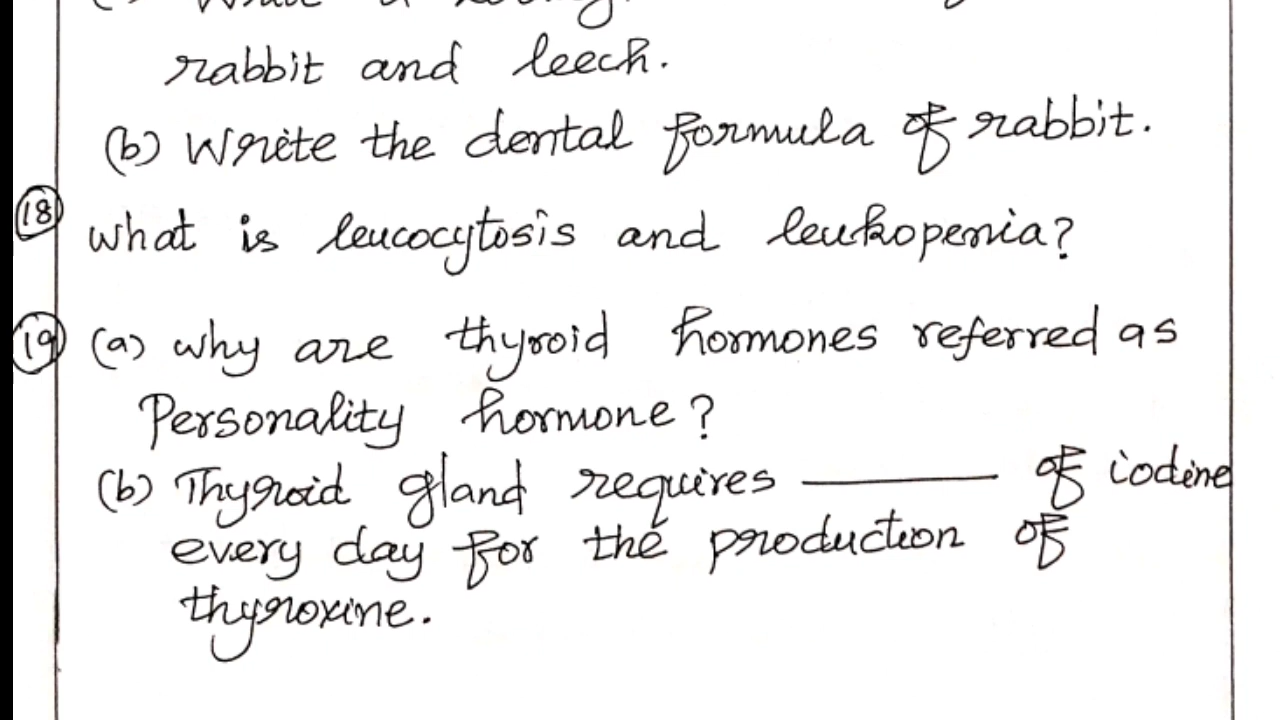 rabbit and leech.
(b) Write the dental formula of rabbit.
18 what is leucocytosis and leukopenia?
19 (a) why are thyroid hormones referred as
Personality hormone?
(b) Thyroid gland requires ______ of iodine
every day for the production of
thyroxine.